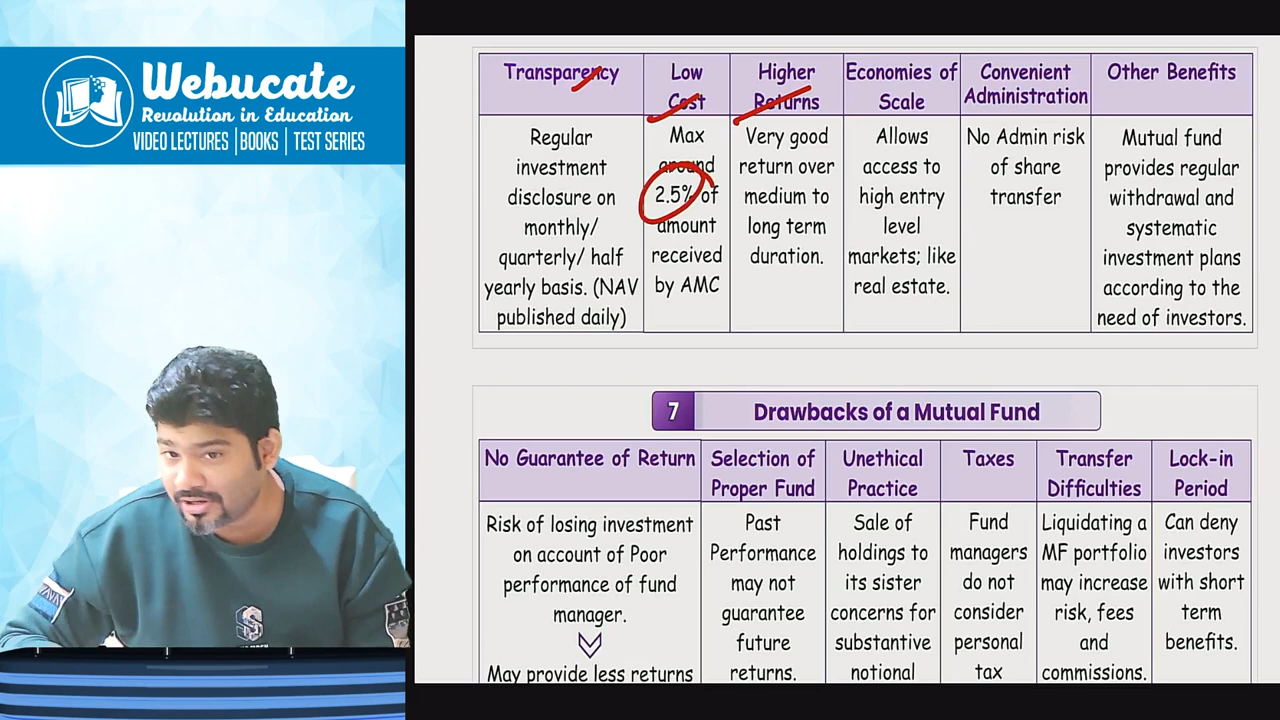 Webucate
Revolution in Education
VIDEO LECTURES | BOOKS | TEST SERIES
Transparency
Regular
investment
disclosure on
monthly/
quarterly/ half
yearly basis. (NAV
published daily)
Low
Cost
Max
around
2.5% of
amount
received
by AMC
Higher
Returns
Very good
return over
medium to
long term
duration.
Economies of
Scale
Allows
access to
high entry
level
markets; like
real estate.
Convenient
Administration
No Admin risk
of share
transfer
Other Benefits
Mutual fund
provides regular
withdrawal and
systematic
investment plans
according to the
need of investors.
7 Drawbacks of a Mutual Fund
No Guarantee of Return
Risk of losing investment
on account of Poor
performance of fund
manager.
May provide less returns
Selection of
Proper Fund
Past
Performance
may not
guarantee
future
returns.
Unethical
Practice
Sale of
holdings to
its sister
concerns for
substantive
notional
Taxes
Fund
managers
do not
consider
personal
tax
Transfer
Difficulties
Liquidating a
MF portfolio
may increase
risk, fees
and
commissions.
Lock-in
Period
Can deny
investors
with short
term
benefits.